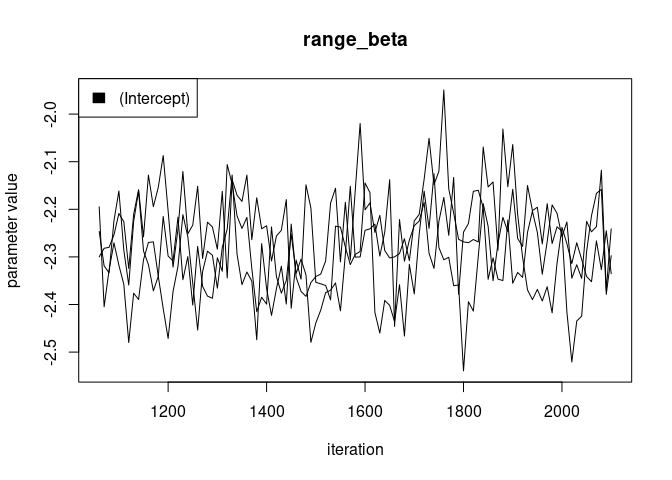 range_beta
(Intercept)
-2.0
-2.1
-2.2
-2.3
-2.4
-2.5
parameter value
1200 1400 1600 1800 2000
iteration